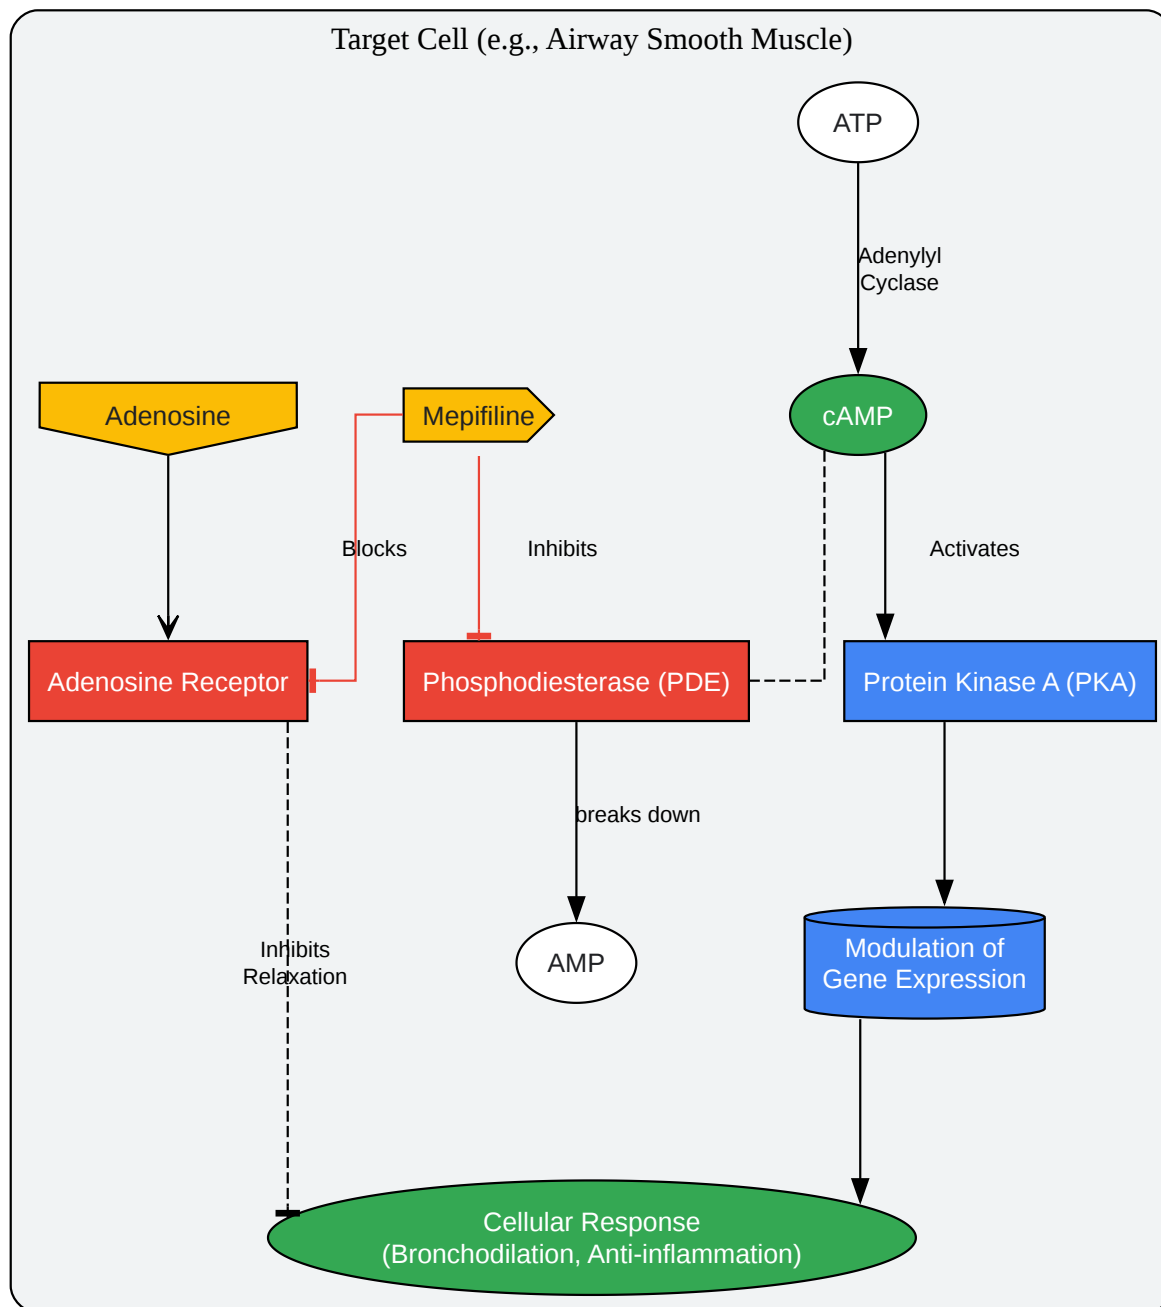 Target Cell (e.g., Airway Smooth Muscle)
ATP
Adenylyl
Cyclase
Adenosine
Mepifiline
cAMP
Blocks
Inhibits
Activates
Adenosine Receptor
Phosphodiesterase (PDE)
Protein Kinase A (PKA)
breaks down
Inhibits
Relaxation
AMP
Modulation of
Gene Expression
Cellular Response
(Bronchodilation, Anti-inflammation)